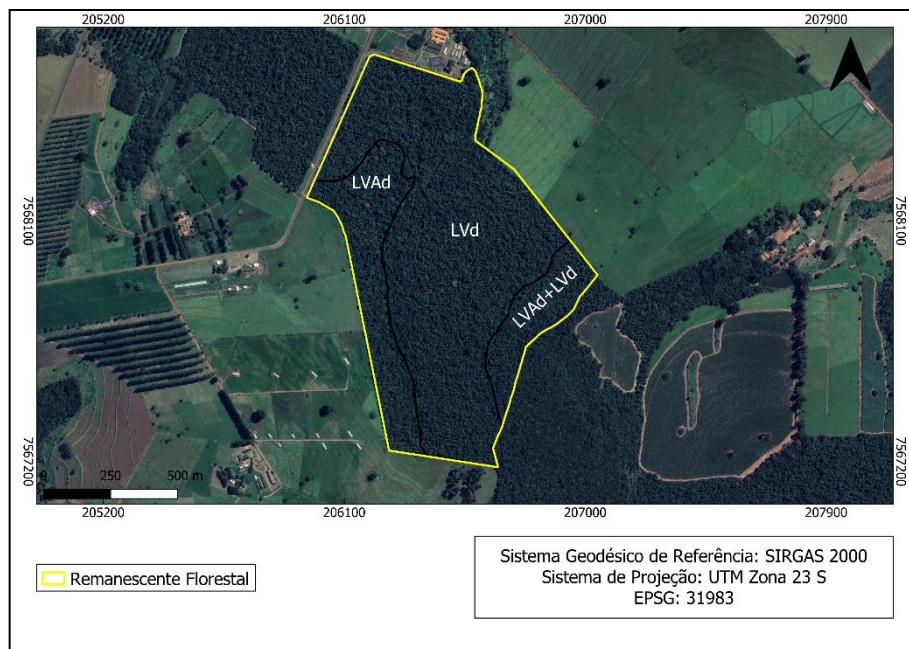 205200 206100 207000 207900
LVAd
LVd
LVAd+LVd
7568100 7568100
7567200 7567200
0 250 500 m
205200 206100 207000 207900
Remanescente Florestal
Sistema Geodésico de Referência: SIRGAS 2000
Sistema de Projeção: UTM Zona 23 S
EPSG: 31983